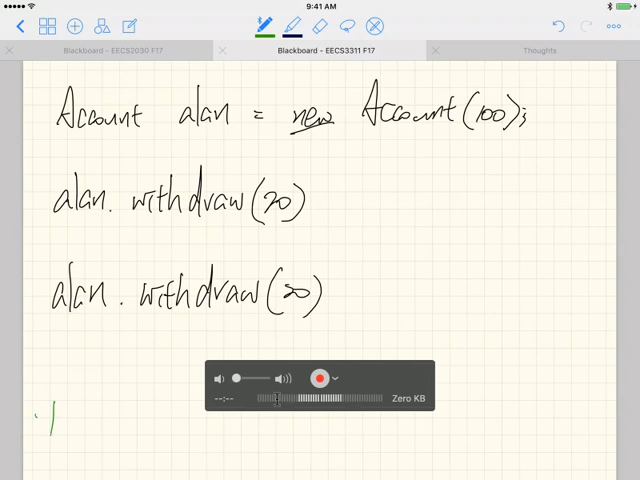 9:41 AM
Blackboard - EECS2030 F17
Blackboard - EECS3311 F17
Thoughts
Account alan = new Account(100);
alan. withdraw(20)
alan. withdraw(50)
--:--
Zero KB